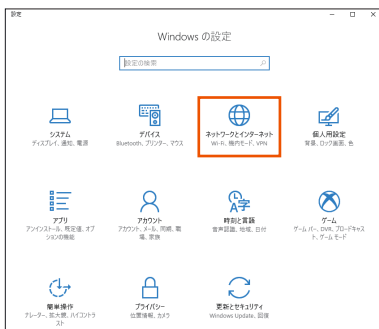 設定
Windows の設定
設定の検索
システム
ディスプレイ、通知、電源
デバイス
Bluetooth、プリンター、マウス
ネットワークとインターネット
Wi-Fi、機内モード、VPN
個人用設定
背景、ロック画面、色
アプリ
アンインストール、既定値、オプ
ションの機能
アカウント
アカウント、メール、同期、職
場、家族
時刻と言語
音声認識、地域、日付
ゲーム
ゲーム バー、DVR、ブロードキャス
ト、ゲーム モード
簡単操作
ナレーター、拡大鏡、ハイコントラ
スト
プライバシー
位置情報、カメラ
更新とセキュリティ
Windows Update、回復